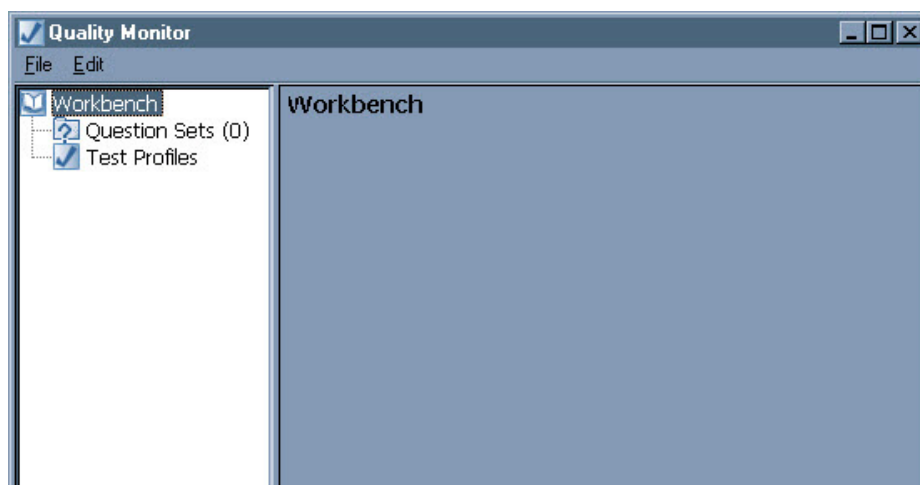 Quality Monitor
File Edit
Workbench
Question Sets (0)
Test Profiles
Workbench